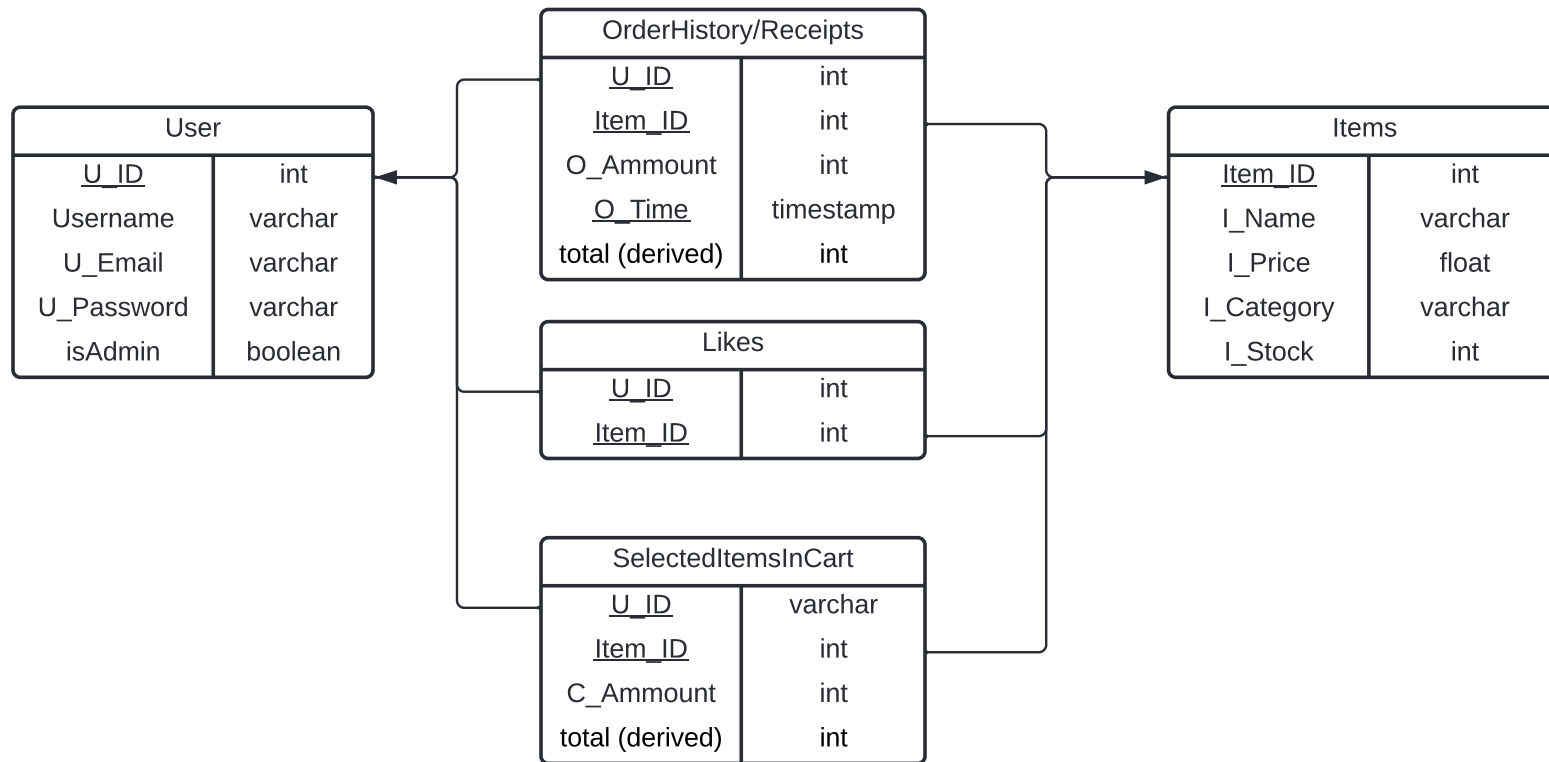 User
U_ID int
Username varchar
U_Email varchar
U_Password varchar
isAdmin boolean
OrderHistory/Receipts
U_ID int
Item_ID int
O_Ammount int
O_Time timestamp
total (derived) int
Likes
U_ID int
Item_ID int
SelectedItemsInCart
U_ID varchar
Item_ID int
C_Ammount int
total (derived) int
Items
Item_ID int
I_Name varchar
I_Price float
I_Category varchar
I_Stock int